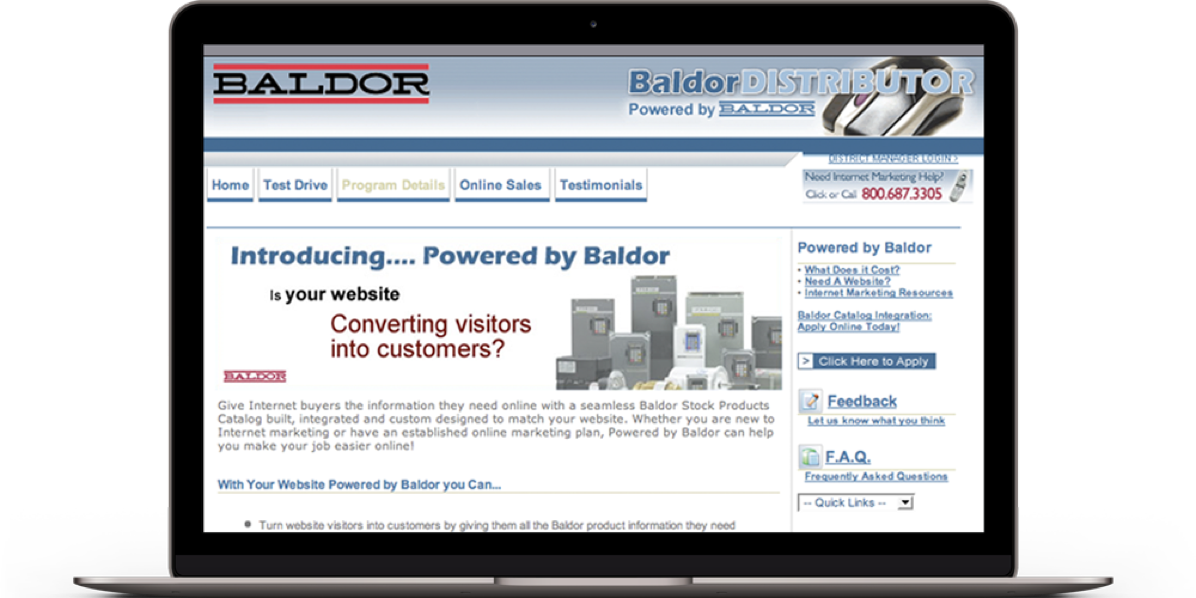 BALDOR
BaldorDISTRIBUTOR
Powered by BALDOR
DISTRICT MANAGER LOGIN >
Home
Test Drive
Program Details
Online Sales
Testimonials
Need Internet Marketing Help?
Click or Call 800.687.3305
Introducing.... Powered by Baldor
Is your website
Converting visitors
into customers?
BALDOR
Give Internet buyers the information they need online with a seamless Baldor Stock Products
Catalog built, integrated and custom designed to match your website. Whether you are new to
Internet marketing or have an established online marketing plan, Powered by Baldor can help
you make your job easier online!
With Your Website Powered by Baldor you Can...
• Turn website visitors into customers by giving them all the Baldor product information they need
Powered by Baldor
• What Does it Cost?
• Need A Website?
• Internet Marketing Resources
Baldor Catalog Integration:
Apply Online Today!
> Click Here to Apply
Feedback
Let us know what you think
F.A.Q.
Frequently Asked Questions
-- Quick Links --